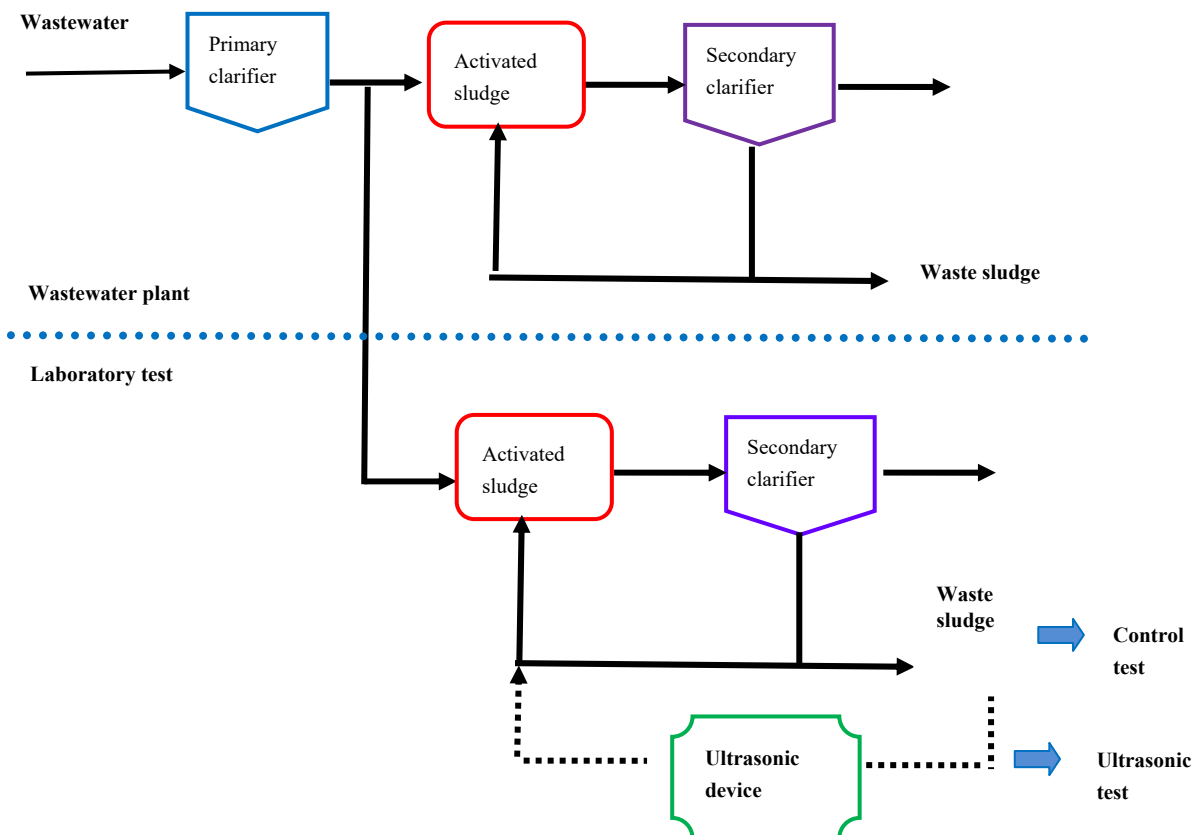 Wastewater
Primary
clarifier
Activated
sludge
Secondary
clarifier
Waste sludge
Wastewater plant
Laboratory test
Activated
sludge
Secondary
clarifier
Waste
sludge
Control
test
Ultrasonic
device
Ultrasonic
test